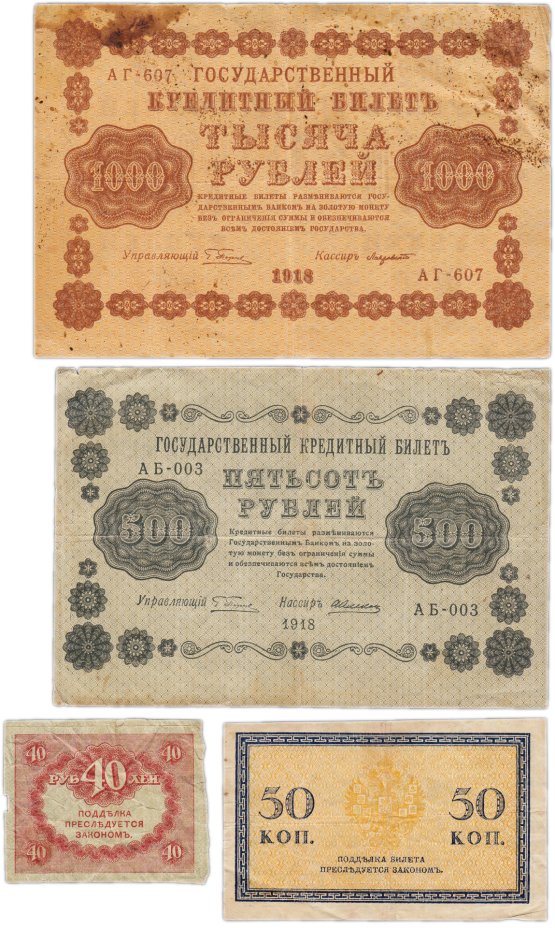 АГ-607 ГОСУДАРСТВЕННЫЙ
КРЕДИТНЫЙ БИЛЕТЪ
ТЫСЯЧА
РУБЛЕЙ
1000 1000
КРЕДИТНЫЕ БИЛЕТЫ РАЗМѢНИВАЮТСЯ ГОСУ-
ДАРСТВЕННЫМЪ БАНКОМЪ НА ЗОЛОТУЮ МОНЕТУ
БЕЗЪ ОГРАНИЧЕНІЯ СУММЫ И ОБЕЗПЕЧИВАЮТСЯ
ВСѢМЪ ДОСТОЯНІЕМЪ ГОСУДАРСТВА.
Управляющій Кассиръ
1918 АГ-607
ГОСУДАРСТВЕННЫЙ КРЕДИТНЫЙ БИЛЕТЪ
АБ-003 ПЯТЬСОТЪ
РУБЛЕЙ
500 500
Кредитные билеты размѣниваются
Государственнымъ Банкомъ на золо-
тую монету безъ ограниченія суммы
и обезпечиваются всѣмъ достояніемъ
Государства.
Управляющій Кассиръ АБ-003
1918
40 40
РУБ 40 ЛЕЙ
ПОДДѢЛКА
ПРЕСЛѢДУЕТСЯ
ЗАКОНОМЪ.
40 40
50 50
КОП. КОП.
ПОДДѢЛКА БИЛЕТА
ПРЕСЛѢДУЕТСЯ ЗАКОНОМЪ.